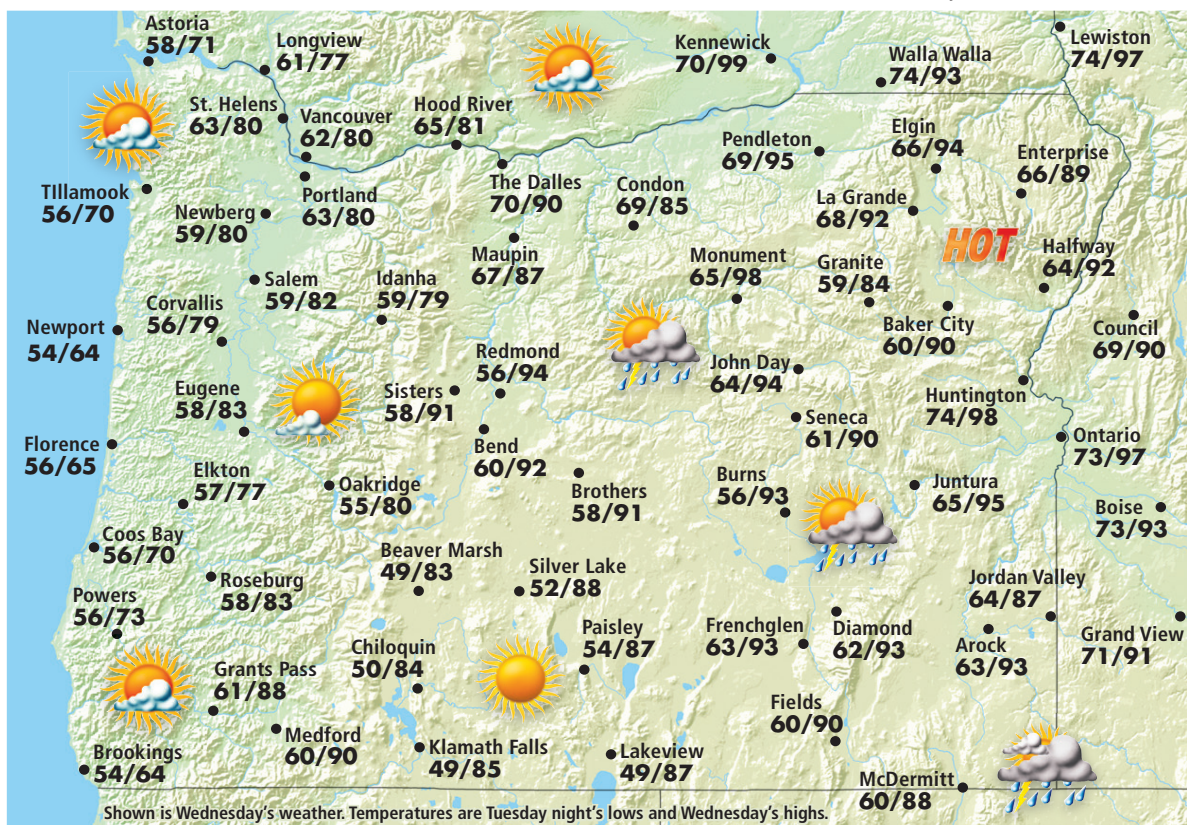 Astoria
58/71
Longview
61/77
Kennewick
70/99
Walla Walla
74/93
Lewiston
74/97
St. Helens
63/80
Vancouver
62/80
Hood River
65/81
Pendleton
69/95
Elgin
66/94
Enterprise
66/89
TIllamook
56/70
Newberg
59/80
Portland
63/80
The Dalles
70/90
Condon
69/85
La Grande
68/92
HOT
Maupin
67/87
Monument
65/98
Granite
59/84
Halfway
64/92
Salem
59/82
Idanha
59/79
Corvallis
56/79
Newport
54/64
Baker City
60/90
Council
69/90
Redmond
56/94
John Day
64/94
Eugene
58/83
Sisters
58/91
Huntington
74/98
Seneca
61/90
Florence
56/65
Bend
60/92
Ontario
73/97
Elkton
57/77
Oakridge
55/80
Brothers
58/91
Burns
56/93
Juntura
65/95
Boise
73/93
Coos Bay
56/70
Beaver Marsh
49/83
Silver Lake
52/88
Roseburg
58/83
Jordan Valley
64/87
Powers
56/73
Paisley
54/87
Frenchglen
63/93
Diamond
62/93
Arock
63/93
Grand View
71/91
Chiloquin
50/84
Grants Pass
61/88
Fields
60/90
Medford
60/90
Klamath Falls
49/85
Lakeview
49/87
Brookings
54/64
McDermitt
60/88
Shown is Wednesday's weather. Temperatures are Tuesday night's lows and Wednesday's highs.